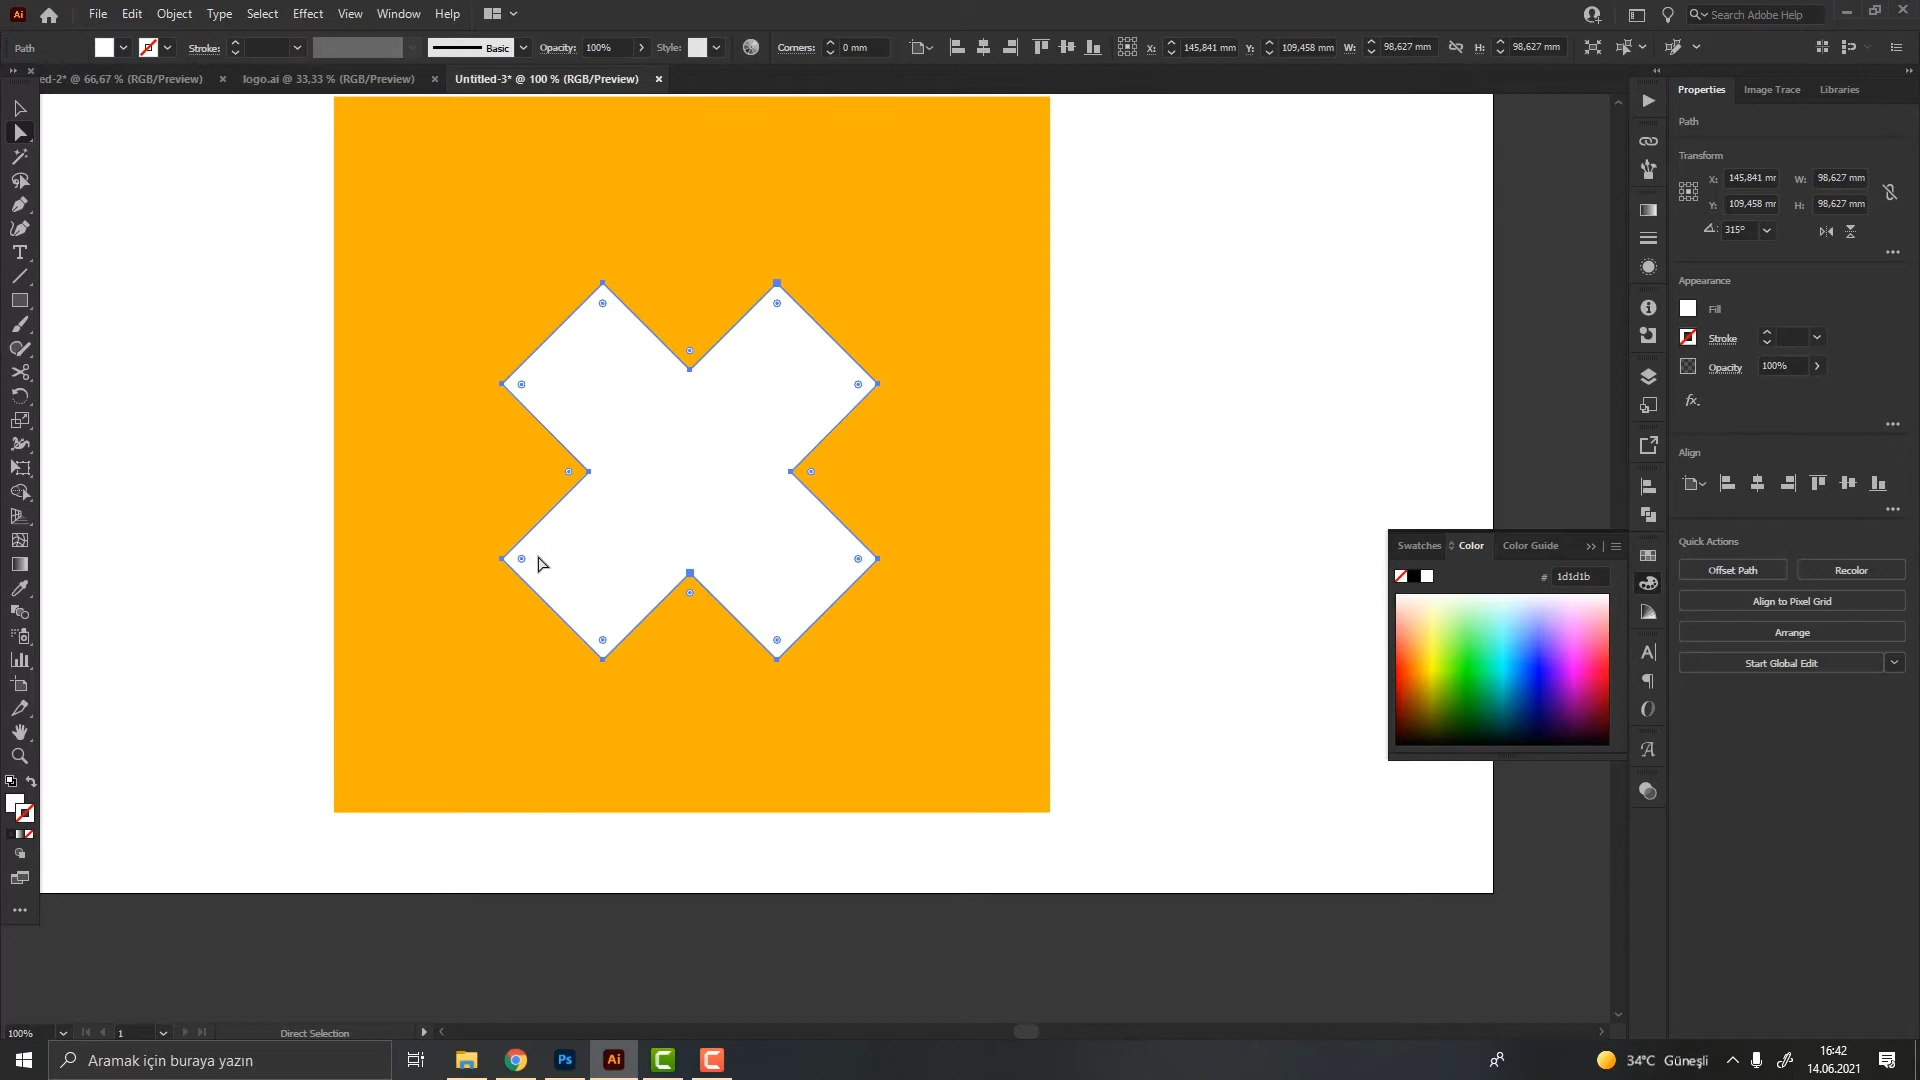 Ai File Edit Object Type Select Effect View Window Help Search Adobe Help
Path Stroke: Basic Opacity: 100% Style: Corners: 0 mm X: 145,841 mm Y: 109,458 mm W: 98,627 mm H: 98,627 mm
ed-2* @ 66,67 % (RGB/Preview) × logo.ai @ 33,33 % (RGB/Preview) × Untitled-3* @ 100 % (RGB/Preview) ×
Properties Image Trace Libraries
Path
Transform
X: 145,841 mr W: 98,627 mm
Y: 109,458 mr H: 98,627 mm
315°
Appearance
Fill
Stroke
Opacity 100%
fx.
Align
Quick Actions
Offset Path Recolor
Align to Pixel Grid
Arrange
Start Global Edit
Swatches Color Color Guide
# 1d1d1b
100% 1 Direct Selection
Aramak için buraya yazın Ps Ai 34°C Güneşli 16:42
14.06.2021